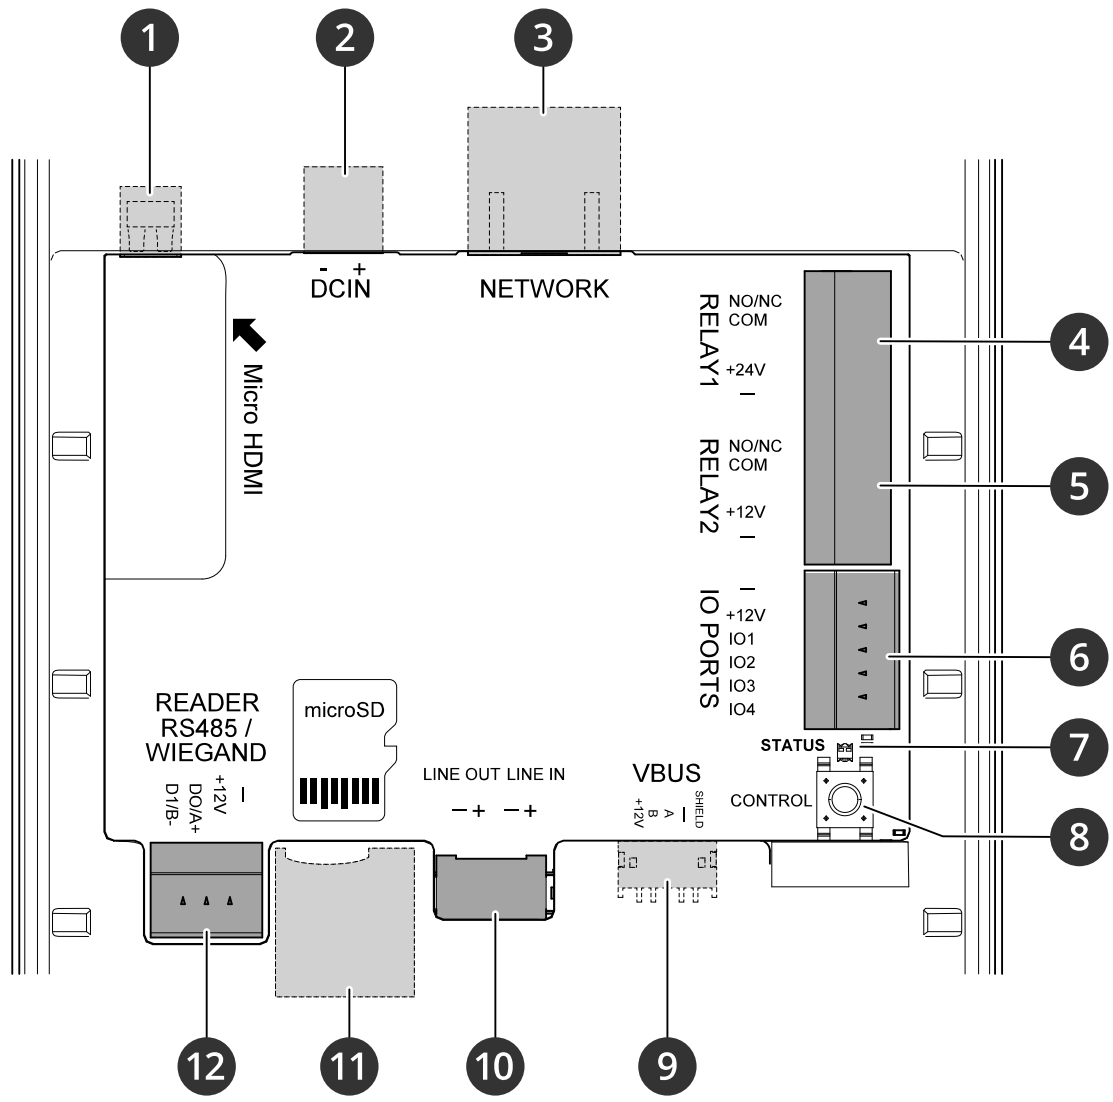 1
2
3
- +
DCIN
NETWORK
Micro HDMI
RELAY1
NO/NC
COM
+24V
—
4
RELAY2
NO/NC
COM
+12V
—
5
IO PORTS
—
+12V
IO1
IO2
IO3
IO4
6
READER
RS485 /
WIEGAND
D1/B-
D0/A+
+12V
—
microSD
LINE OUT LINE IN
—+ —+
VBUS
+12V
B
A
—
SHIELD
STATUS
7
CONTROL
8
12
11
10
9